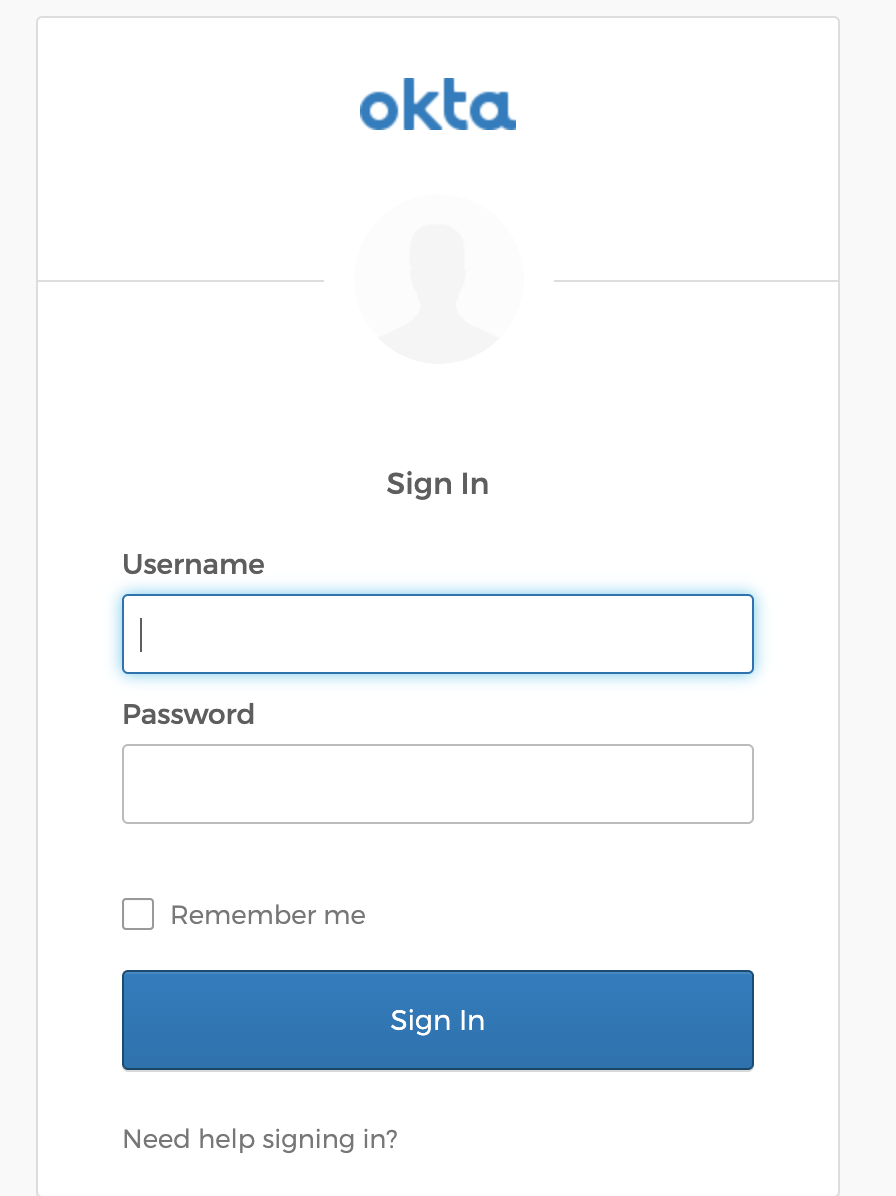 okta
Sign In
Username
Password
Remember me
Sign In
Need help signing in?